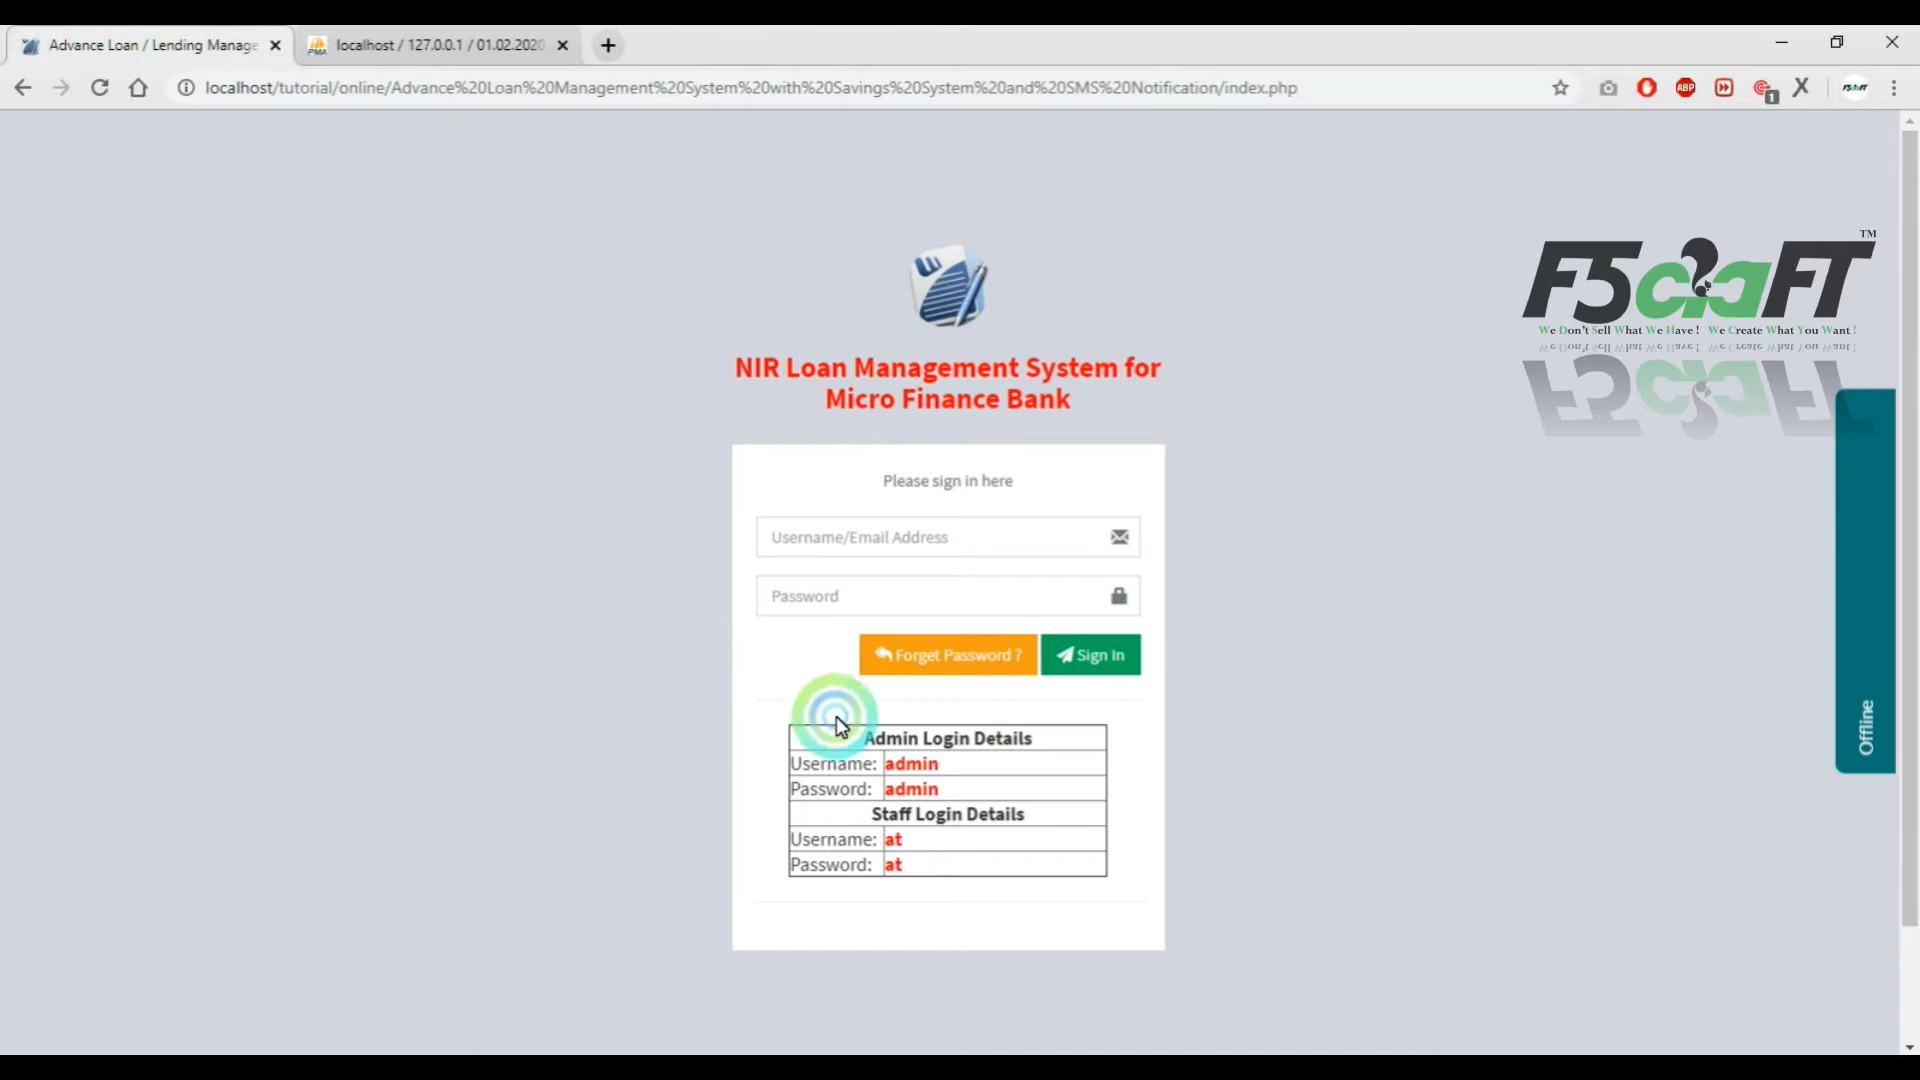 Advance Loan / Lending Manage
localhost / 127.0.0.1 / 01.02.2020
localhost/tutorial/online/Advance%20Loan%20Management%20System%20with%20Savings%20System%20and%20SMS%20Notification/index.php
ABP
1
F5craFT
TM
F5craFT
We Don't Sell What We Have ! We Create What You Want !
NIR Loan Management System for
Micro Finance Bank
Please sign in here
Username/Email Address
Password
Forget Password ?
Sign In
Admin Login Details
Username: admin
Password: admin
Staff Login Details
Username: at
Password: at
Offline